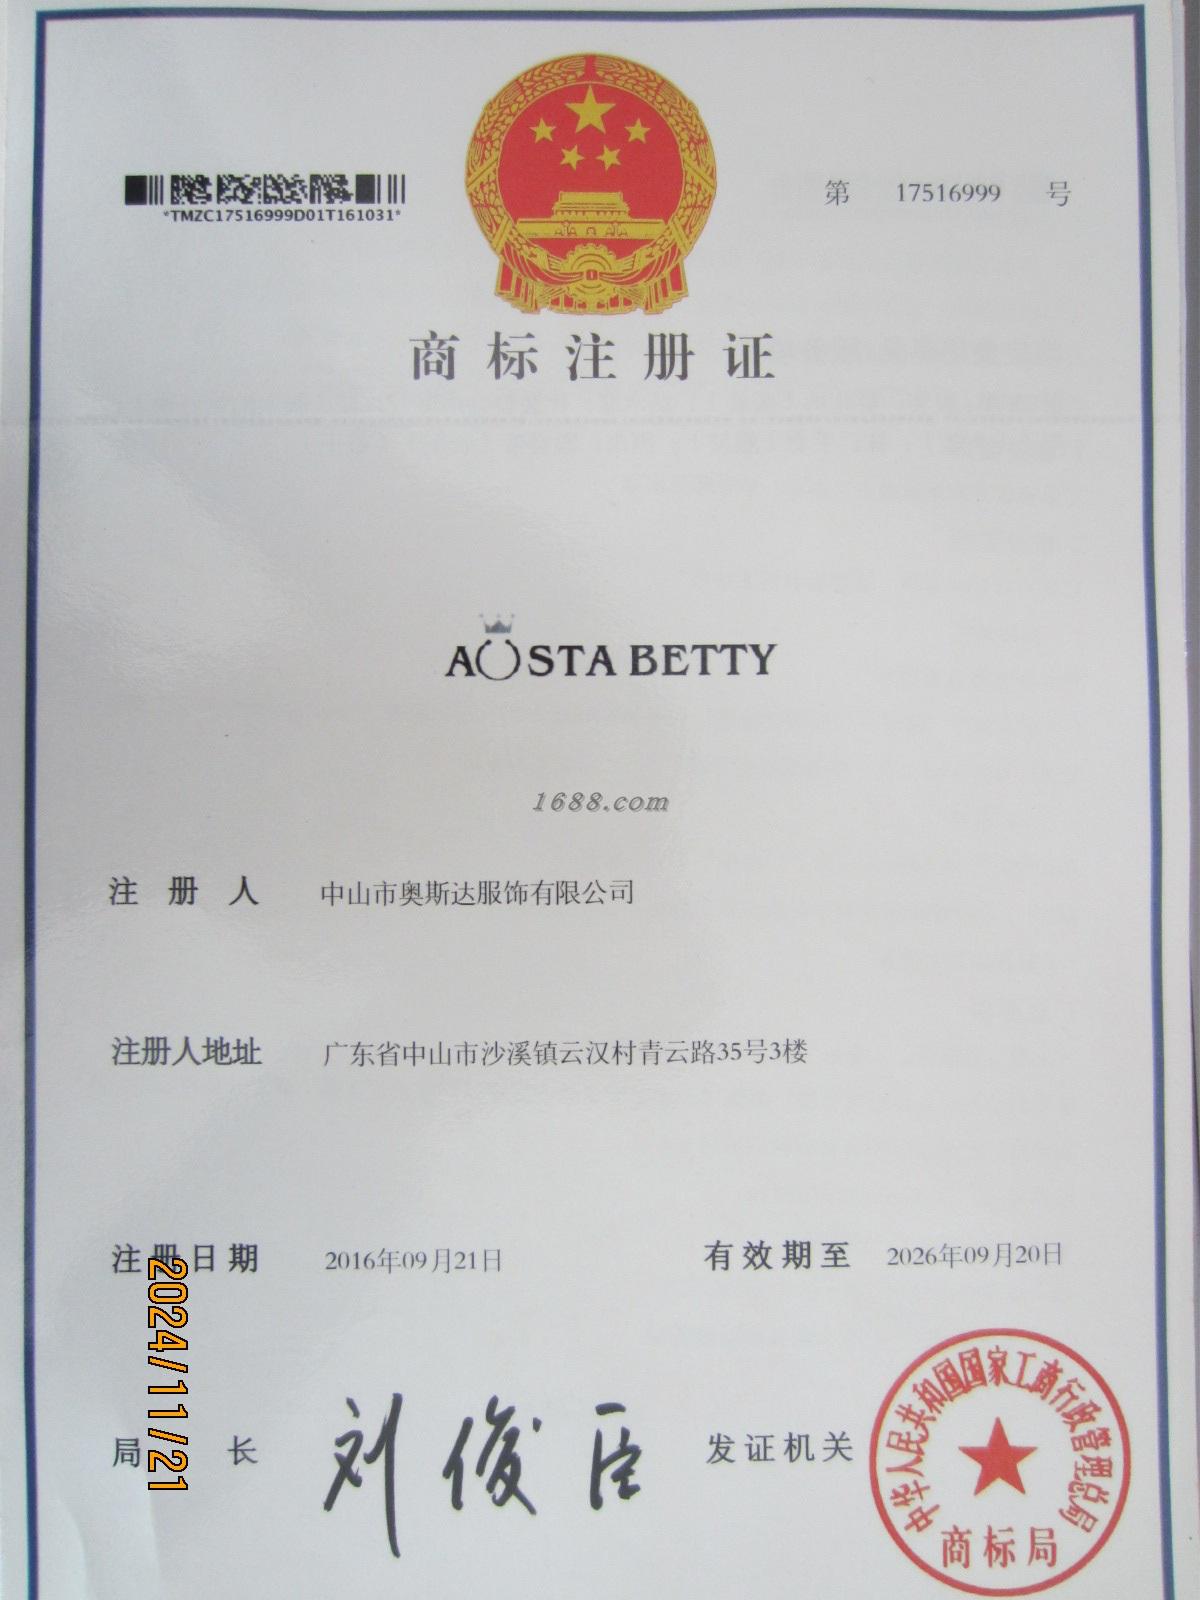 *TMZC17516999D01T161031*
第 17516999 号
商标注册证
AOSTA BETTY
1688.com
注册人 中山市奥斯达服饰有限公司
注册人地址 广东省中山市沙溪镇云汉村青云路35号3楼
注册日期 2016年09月21日 有效期至 2026年09月20日
局长 刘俊臣 发证机关
中华人民共和国国家工商行政管理总局
商标局
2024/11/21